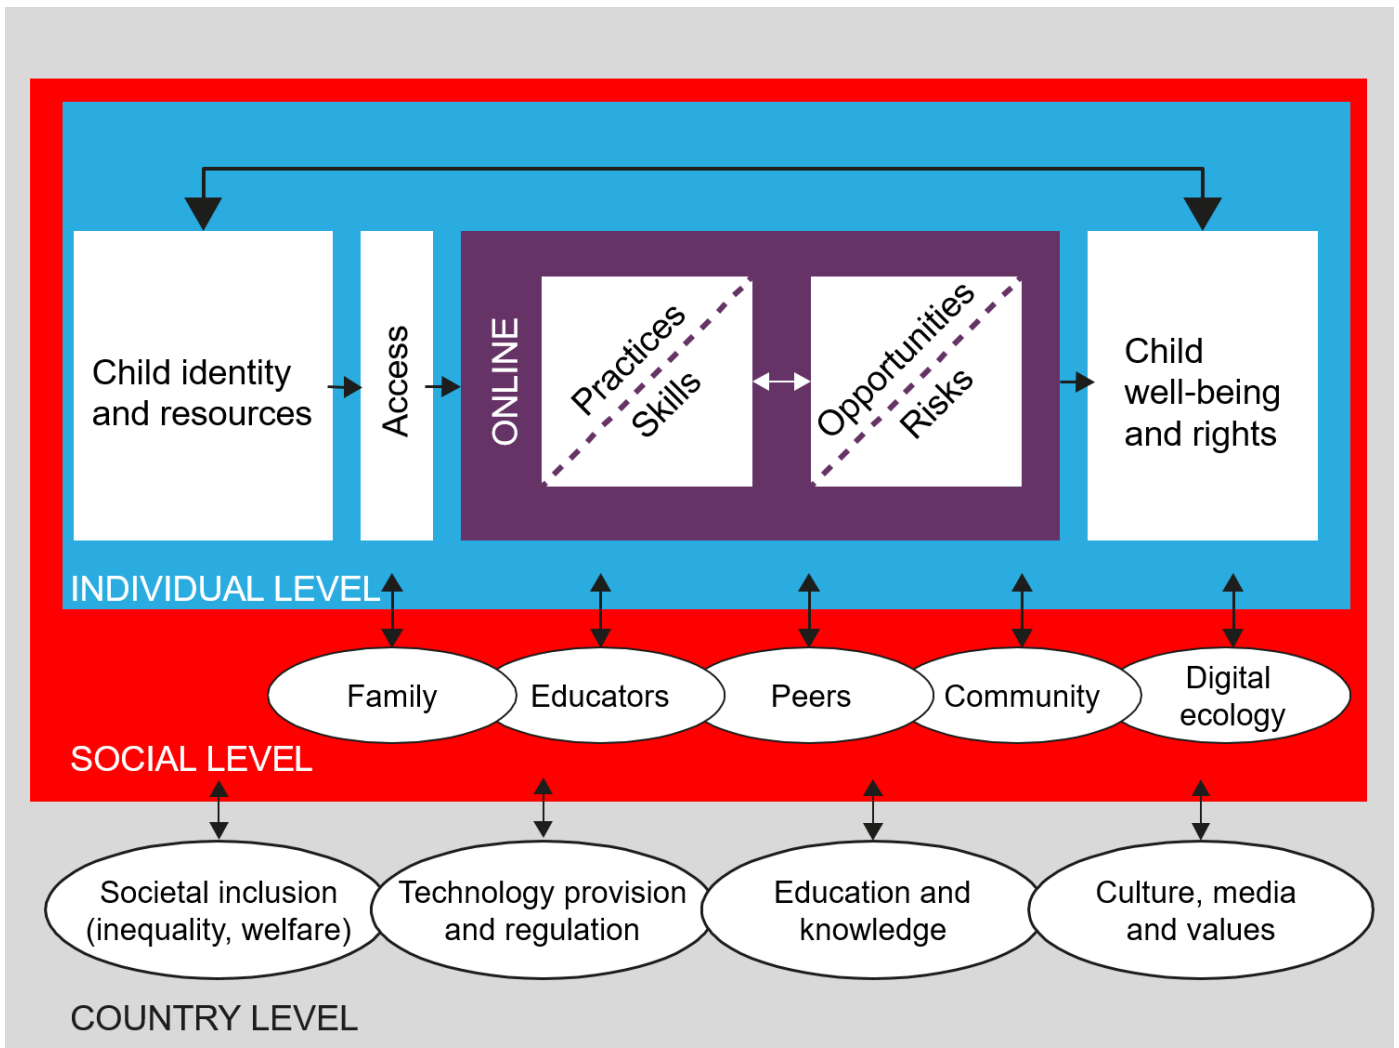 Child identity
and resources
Access
ONLINE
Practices
Skills
Opportunities
Risks
Child
well-being
and rights
INDIVIDUAL LEVEL
Family
Educators
Peers
Community
Digital
ecology
SOCIAL LEVEL
Societal inclusion
(inequality, welfare)
Technology provision
and regulation
Education and
knowledge
Culture, media
and values
COUNTRY LEVEL